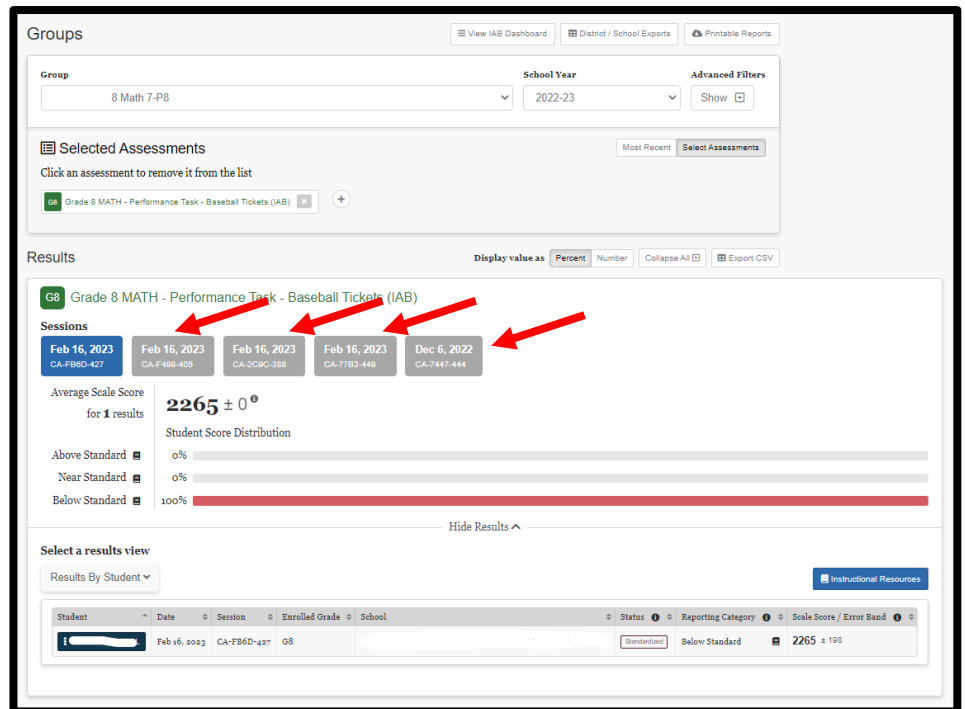 Groups
View IAB Dashboard
District / School Exports
Printable Reports
Group
School Year
Advanced Filters
8 Math 7-P8
2022-23
Show
Selected Assessments
Most Recent
Select Assessments
Click an assessment to remove it from the list
G8 Grade 8 MATH - Performance Task - Baseball Tickets (IAB)
Results
Display value as Percent Number
Collapse All
Export CSV
G8 Grade 8 MATH - Performance Task - Baseball Tickets (IAB)
Sessions
Feb 16, 2023
CA-FB6D-427
Feb 16, 2023
CA-F498-405
Feb 16, 2023
CA-2C9C-388
Feb 16, 2023
CA-77B2-449
Dec 6, 2022
CA-7447-444
Average Scale Score
for 1 results
2265 ± 0
Student Score Distribution
Above Standard 0%
Near Standard 0%
Below Standard 100%
Hide Results
Select a results view
Results By Student
Instructional Resources
Student Date Session Enrolled Grade School Status Reporting Category Scale Score / Error Band
Feb 16, 2023 CA-FB6D-427 G8 Standardized Below Standard 2265 ± 198